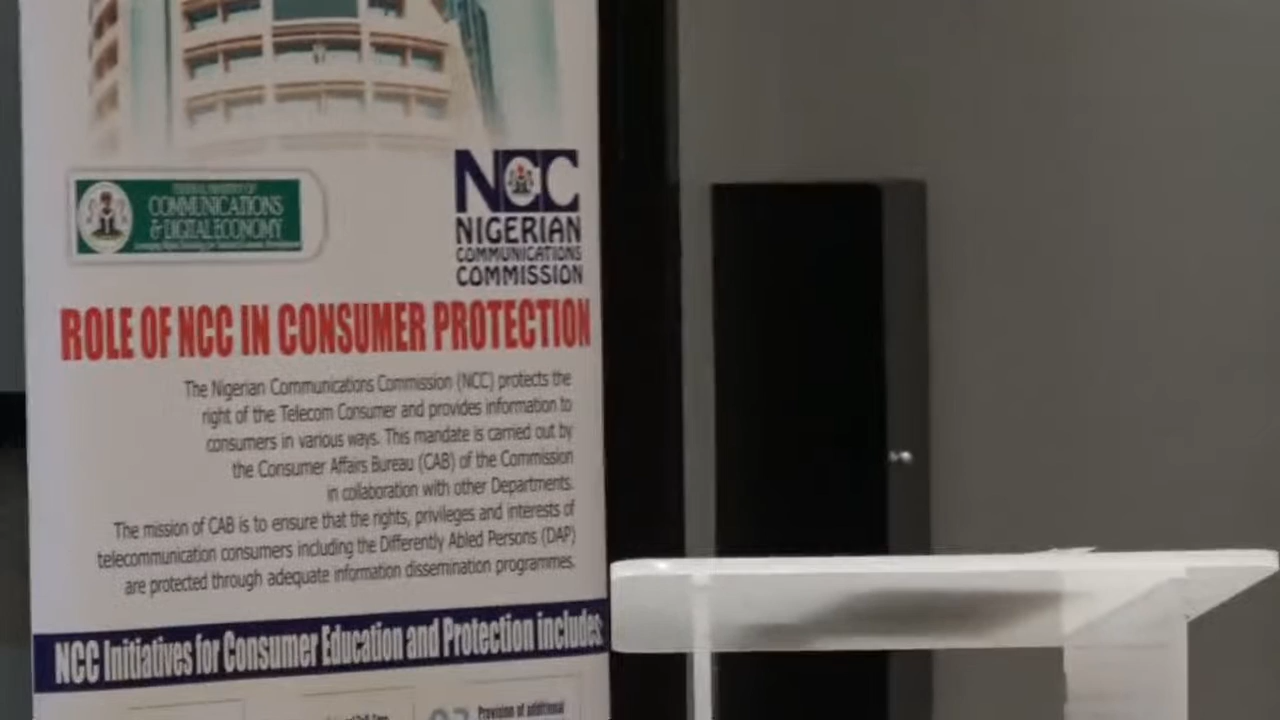 COMMUNICATIONS
& DIGITAL ECONOMY
NCC
NIGERIAN
COMMUNICATIONS
COMMISSION
ROLE OF NCC IN CONSUMER PROTECTION
The Nigerian Communications Commission (NCC) protects the
right of the Telecom Consumer and provides information to
consumers in various ways. This mandate is carried out by
the Consumer Affairs Bureau (CAB) of the Commission
in collaboration with other Departments.
The mission of CAB is to ensure that the rights, privileges and interests of
telecommunication consumers including the Differently Abled Persons (DAP)
are protected through adequate information dissemination programmes.
NCC Initiatives for Consumer Education and Protection includes
Provision of additional